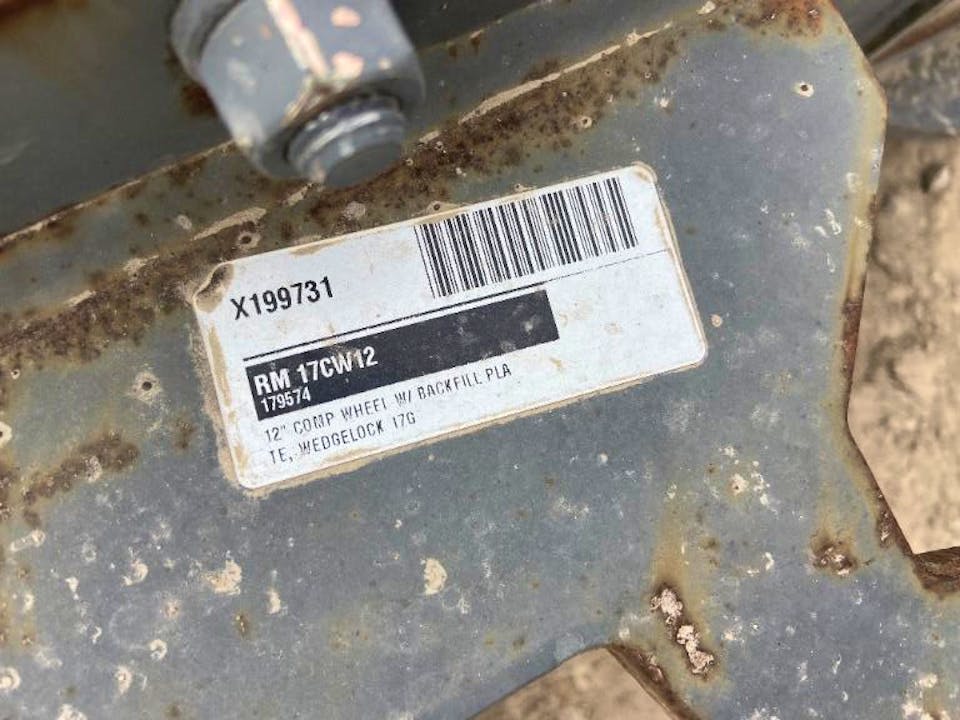 X199731
RM 17CW12
179574
12" COMP WHEEL W/ BACKFILL PLA
TE, WEDGELOCK 17G